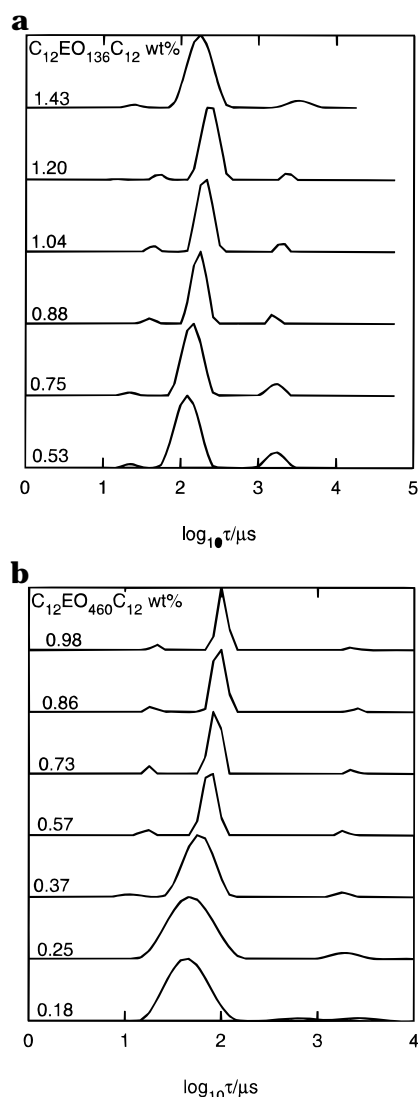 a
C₁₂EO₁₃₆C₁₂ wt%
1.43
1.20
1.04
0.88
0.75
0.53
0 1 2 3 4 5
log₁₀τ/μs
b
C₁₂EO₄₆₀C₁₂ wt%
0.98
0.86
0.73
0.57
0.37
0.25
0.18
0 1 2 3 4
log₁₀τ/μs